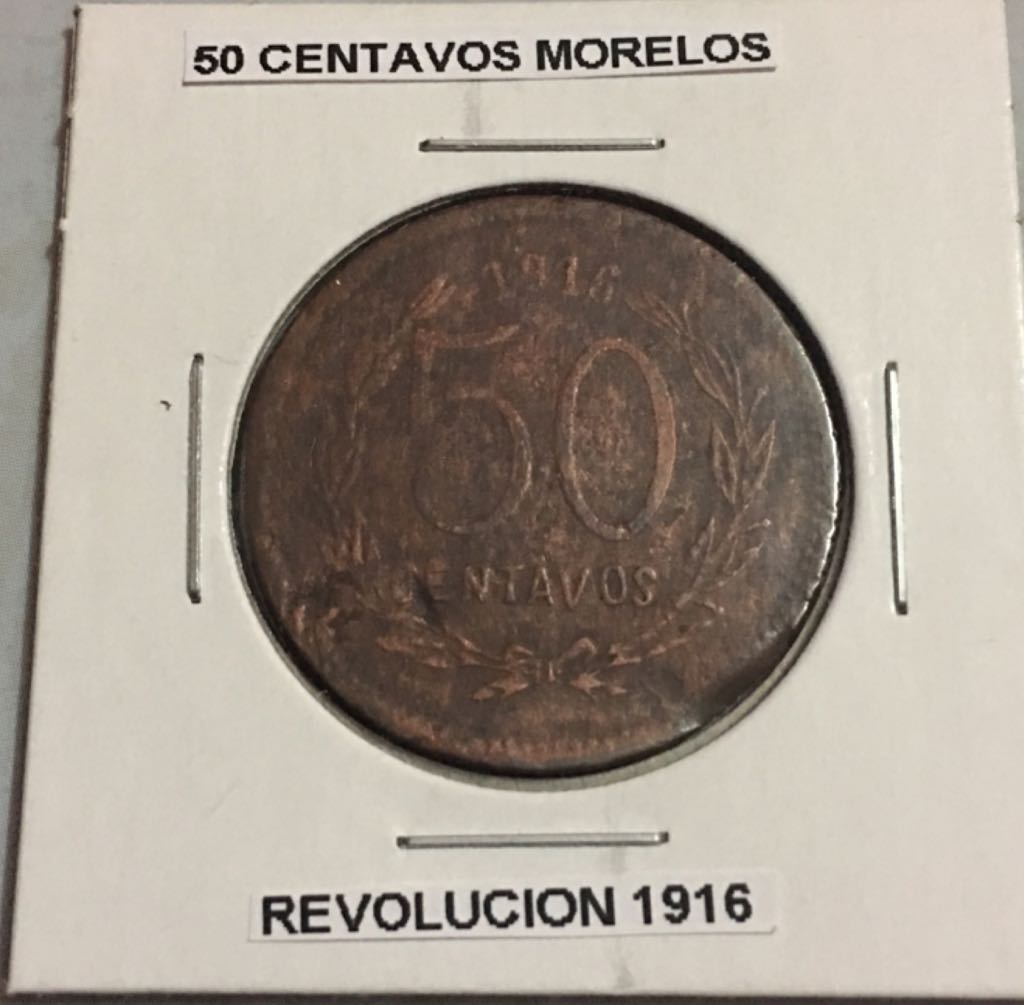 50 CENTAVOS MORELOS
1916
50
CENTAVOS
REVOLUCION 1916